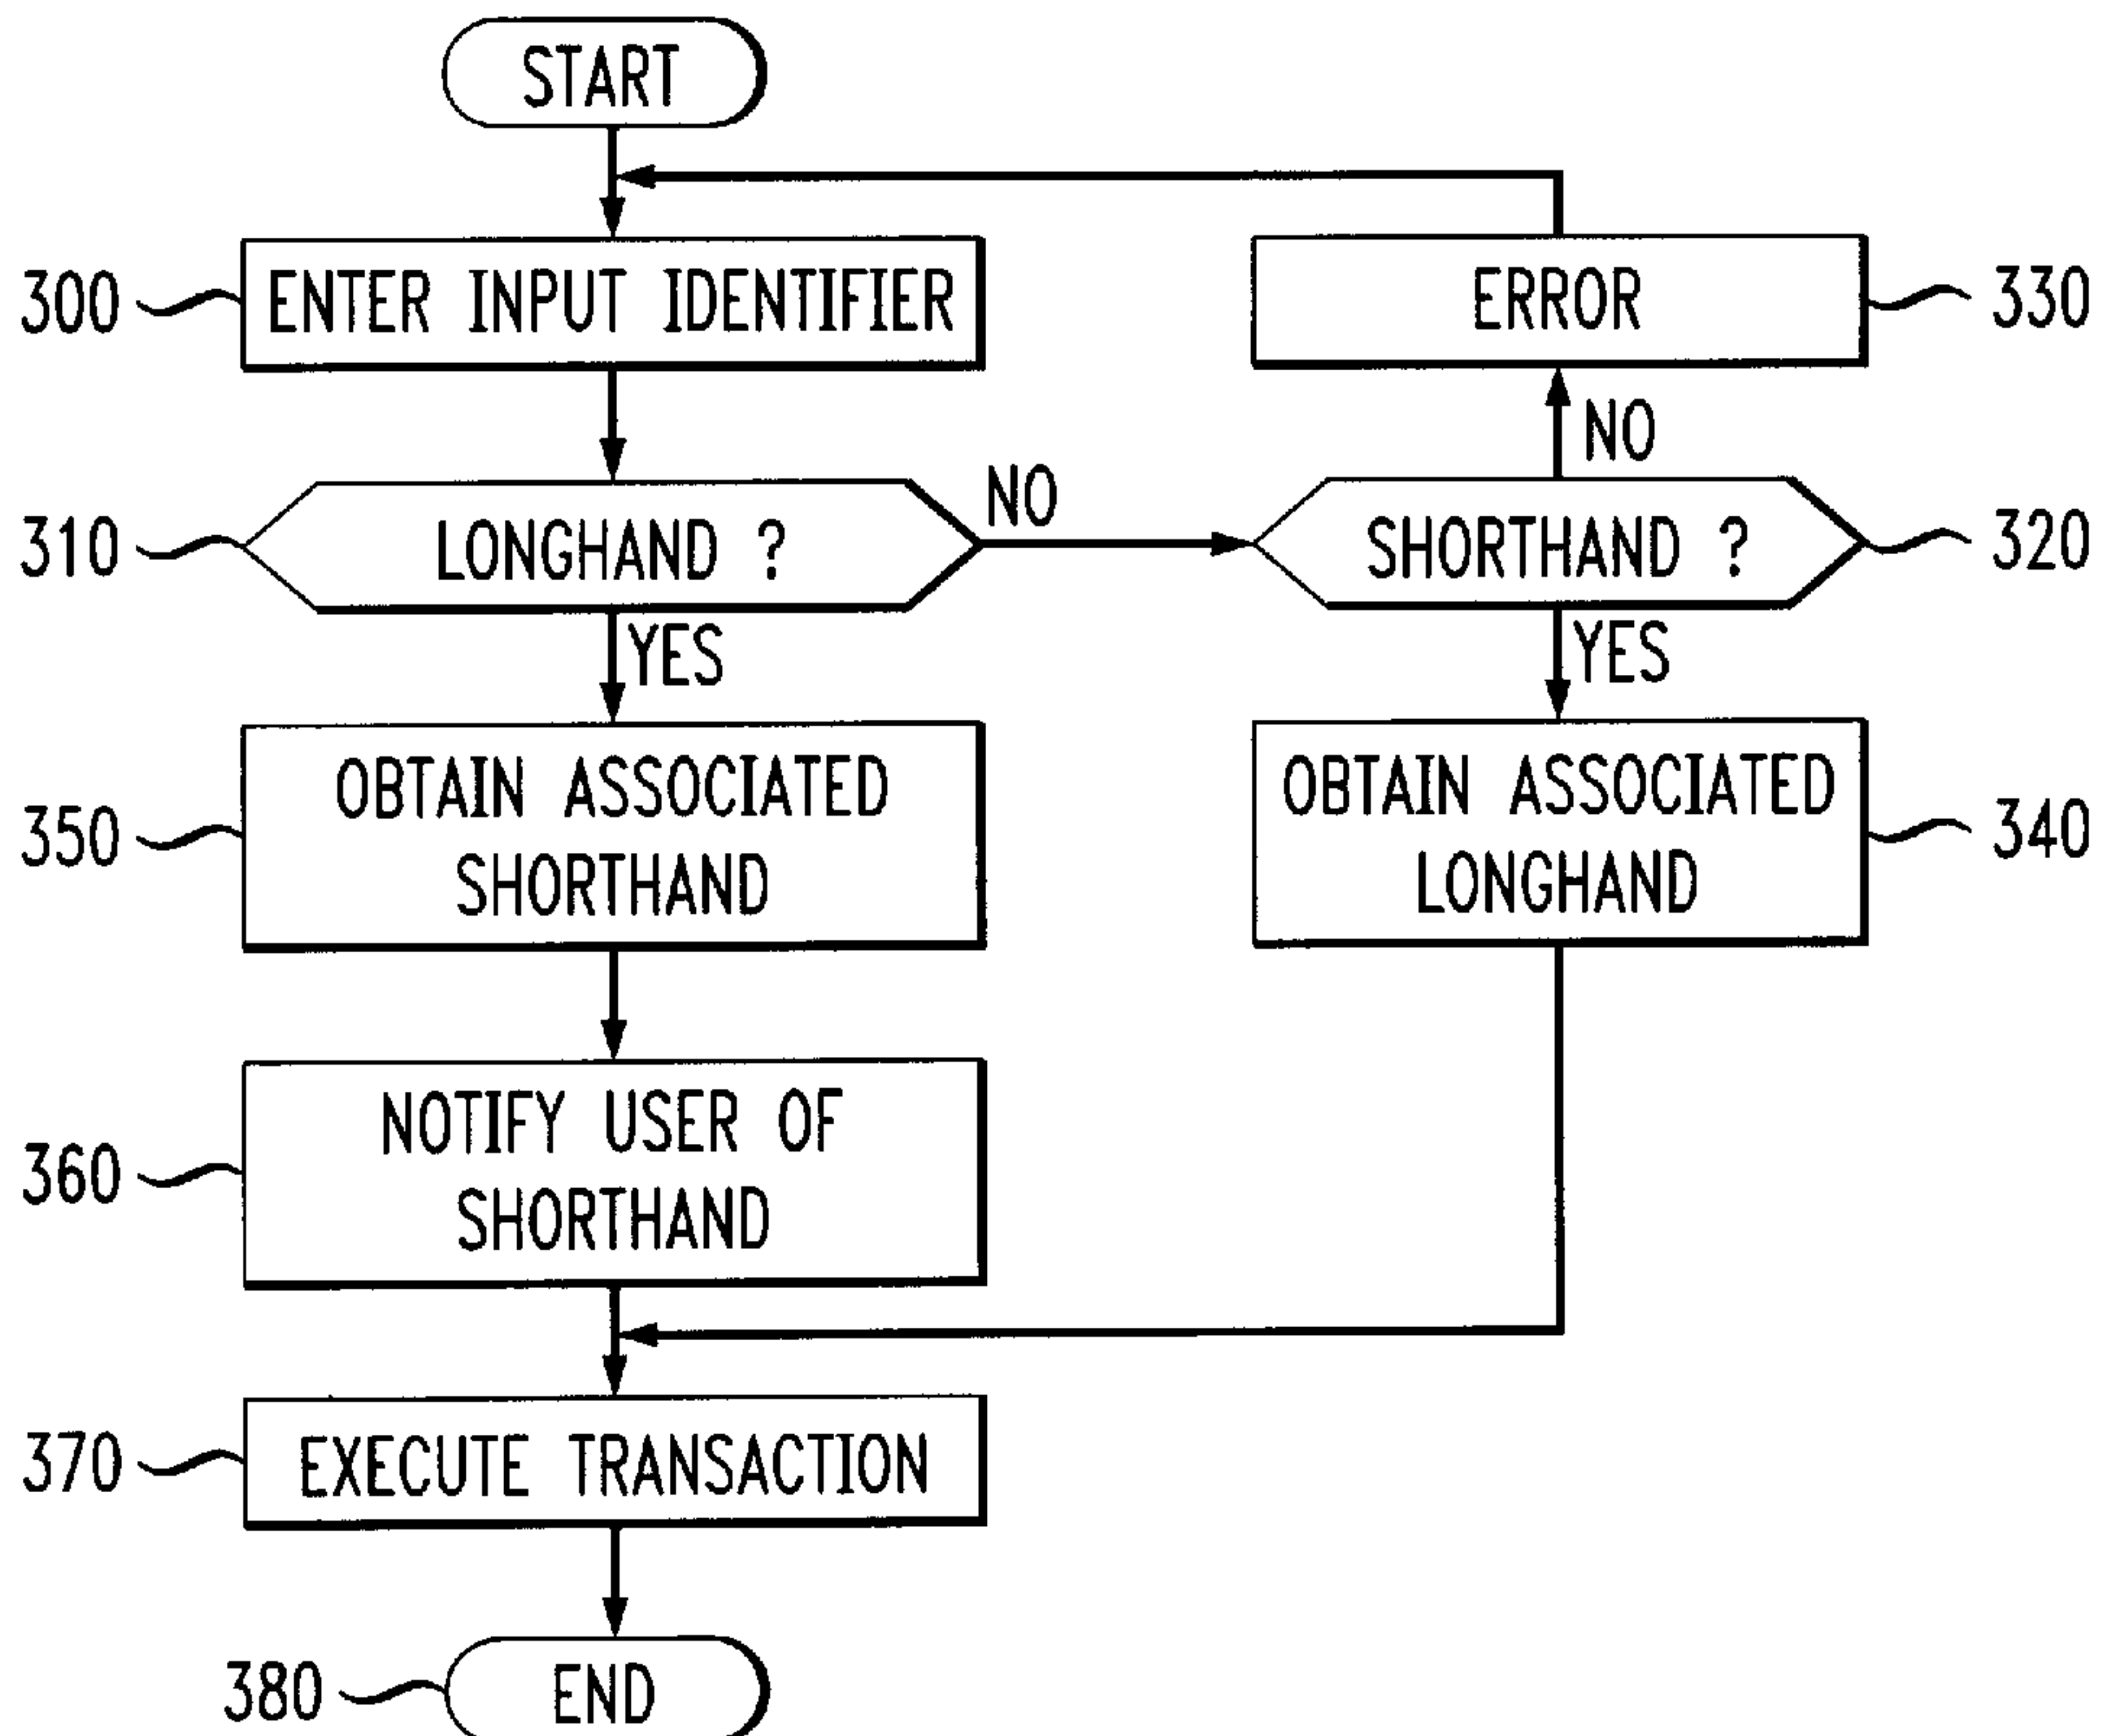 START
300
ENTER INPUT IDENTIFIER
ERROR
330
NO
310
LONGHAND ?
NO
SHORTHAND ?
320
YES
YES
350
OBTAIN ASSOCIATED
SHORTHAND
OBTAIN ASSOCIATED
LONGHAND
340
360
NOTIFY USER OF
SHORTHAND
370
EXECUTE TRANSACTION
380
END